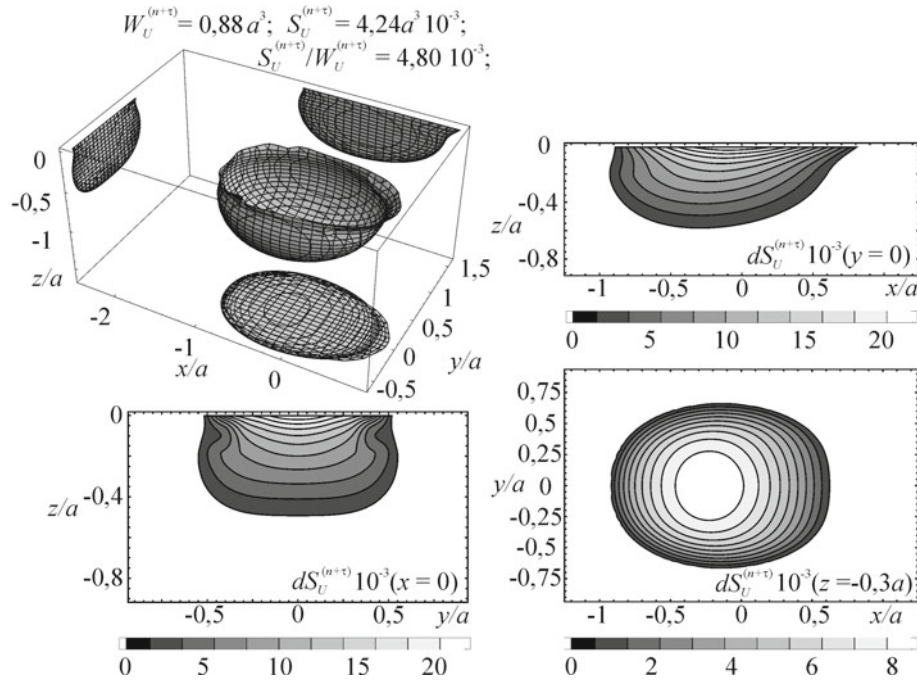 W_U^(n+τ) = 0,88 a³; S_U^(n+τ) = 4,24a³ 10⁻³;
S_U^(n+τ)/W_U^(n+τ) = 4,80 10⁻³;
0
-0,5
-1
z/a
-2
-1
x/a
0
1,5
1
0,5
y/a
0
-0,5
0
-0,4
z/a
-0,8
dS_U^(n+τ) 10⁻³(y = 0)
-1 -0,5 0 0,5 x/a
0 5 10 15 20
0
z/a -0,4
-0,8
dS_U^(n+τ) 10⁻³(x = 0)
-0,5 0 0,5 y/a
0 5 10 15 20
0,75
0,5
0,25
y/a 0
-0,25
-0,5
-0,75
dS_U^(n+τ) 10⁻³(z =-0,3a)
-1 -0,5 0 0,5 x/a
0 2 4 6 8